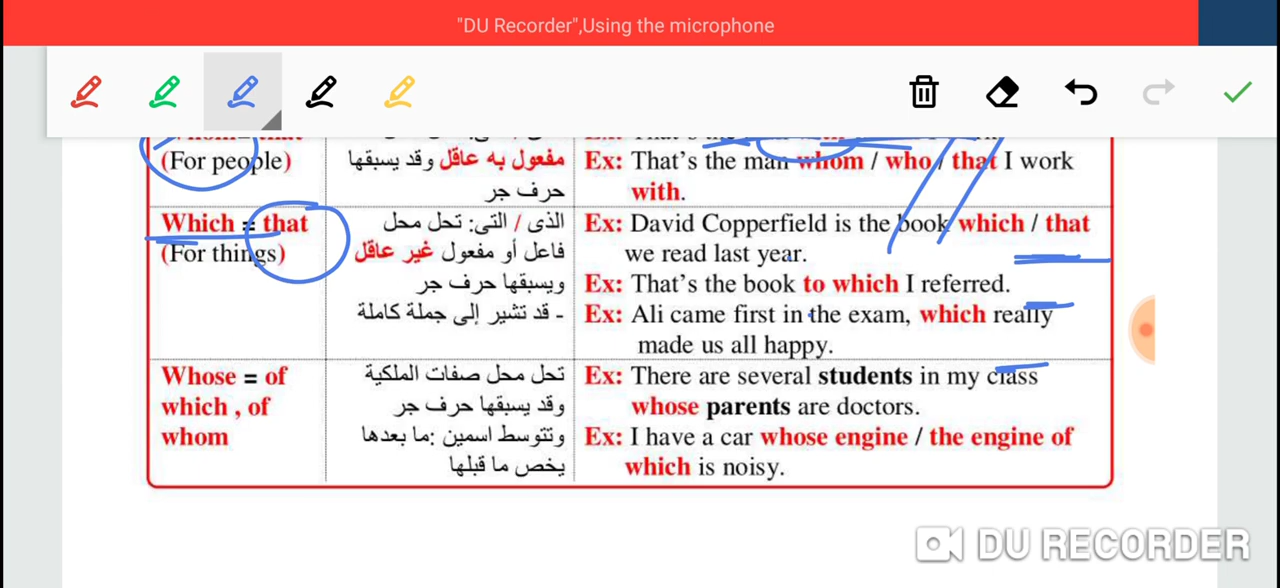 "DU Recorder",Using the microphone
(For people)
مفعول به عاقل وقد يسبقها
حرف جر
Ex: That's the man whom / who / that I work
with.
Which = that
(For things)
الذى / التى: تحل محل
فاعل أو مفعول غير عاقل
ويسبقها حرف جر
- قد تشير إلى جملة كاملة
Ex: David Copperfield is the book which / that
we read last year.
Ex: That's the book to which I referred.
Ex: Ali came first in the exam, which really
made us all happy.
Whose = of
which , of
whom
تحل محل صفات الملكية
وقد يسبقها حرف جر
وتتوسط اسمين :ما بعدها
يخص ما قبلها
Ex: There are several students in my class
whose parents are doctors.
Ex: I have a car whose engine / the engine of
which is noisy.
DU RECORDER